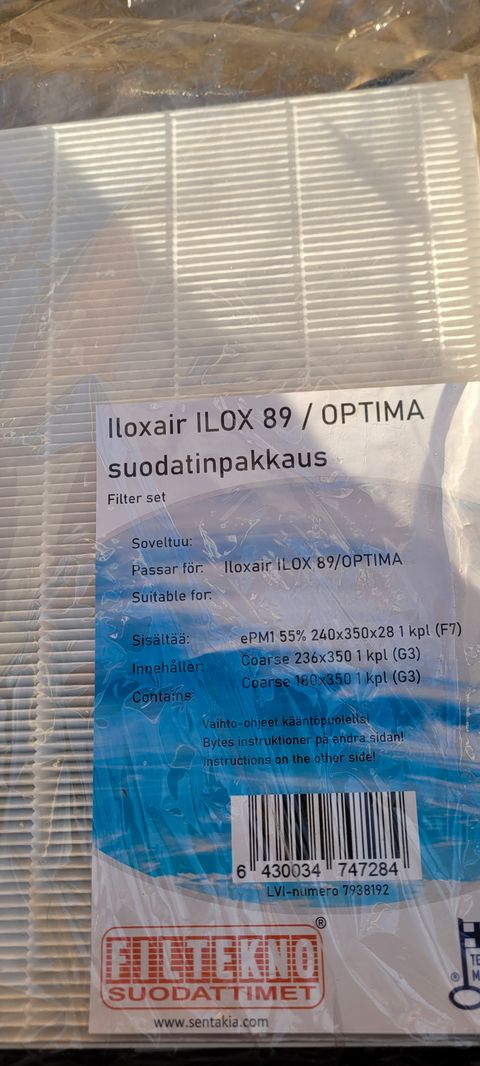 Iloxair ILOX 89 / OPTIMA
suodatinpakkaus
Filter set
Soveltuu:
Passar för: Iloxair ILOX 89/OPTIMA
Suitable for:
Sisältää: ePM1 55% 240x350x28 1 kpl (F7)
Innehåller: Coarse 236x350 1 kpl (G3)
Contains: Coarse 180x350 1 kpl (G3)
Vaihto-ohjeet kääntöpuolella!
Bytes instruktioner på andra sidan!
Instructions on the other side!
6 430034 747284
LVI-numero 7938192
FILTEKNO®
SUODATTIMET
www.sentakia.com
®